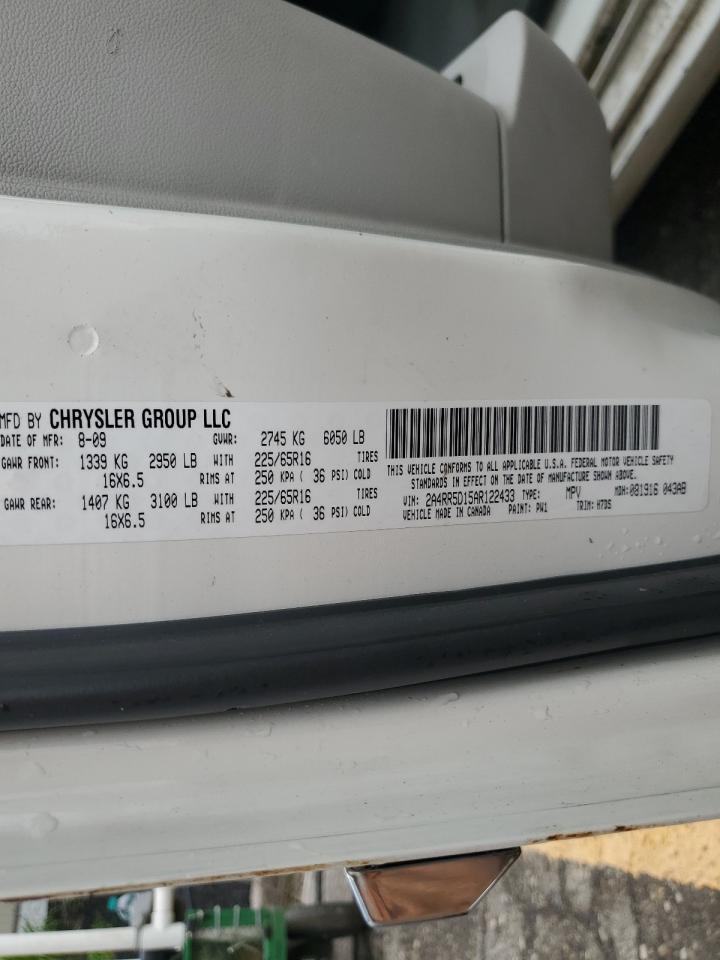 MFD BY CHRYSLER GROUP LLC
DATE OF MFR: 8-09 GVWR: 2745 KG 6050 LB
GAWR FRONT: 1339 KG 2950 LB WITH 225/65R16 TIRES
16X6.5 RIMS AT 250 KPA ( 36 PSI) COLD
GAWR REAR: 1407 KG 3100 LB WITH 225/65R16 TIRES
16X6.5 RIMS AT 250 KPA ( 36 PSI) COLD
THIS VEHICLE CONFORMS TO ALL APPLICABLE U.S.A. FEDERAL MOTOR VEHICLE SAFETY
STANDARDS IN EFFECT ON THE DATE OF MANUFACTURE SHOWN ABOVE.
VIN: 2A4RR5D15AR122433 TYPE: MPV MDH: 081916 043AB
VEHICLE MADE IN CANADA PAINT: PW1 TRIM: H7DS